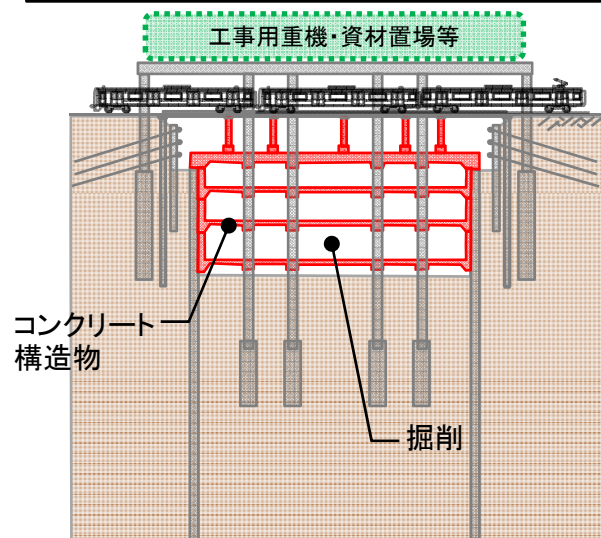 工事用重機・資材置場等
コンクリート
構造物
掘削